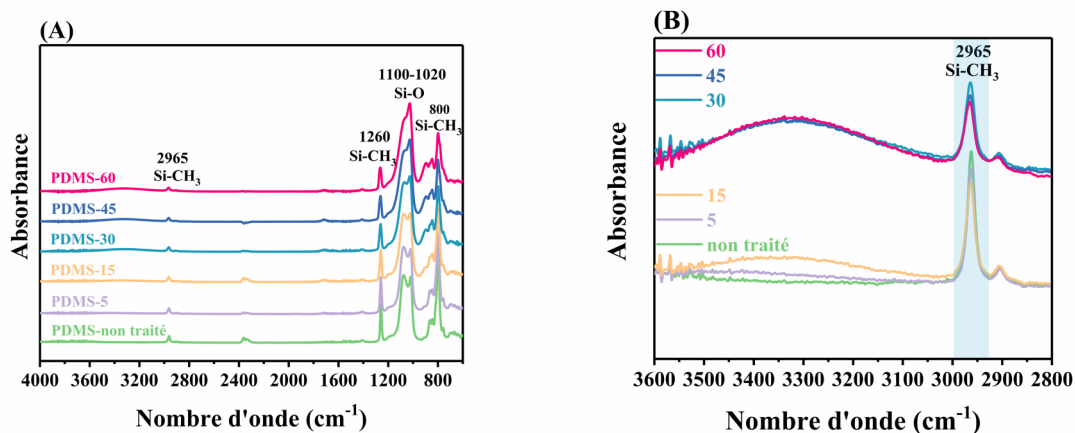 (A)
Absorbance
1100-1020
Si-O
800
Si-CH3
1260
Si-CH3
2965
Si-CH3
PDMS-60
PDMS-45
PDMS-30
PDMS-15
PDMS-5
PDMS-non traité
4000 3600 2800 2400 1600 1200 800
Nombre d'onde (cm-1)
(B)
Absorbance
60
45
30
2965
Si-CH3
15
5
non traité
3600 3500 3400 3300 3200 3100 3000 2900 2800
Nombre d'onde (cm-1)